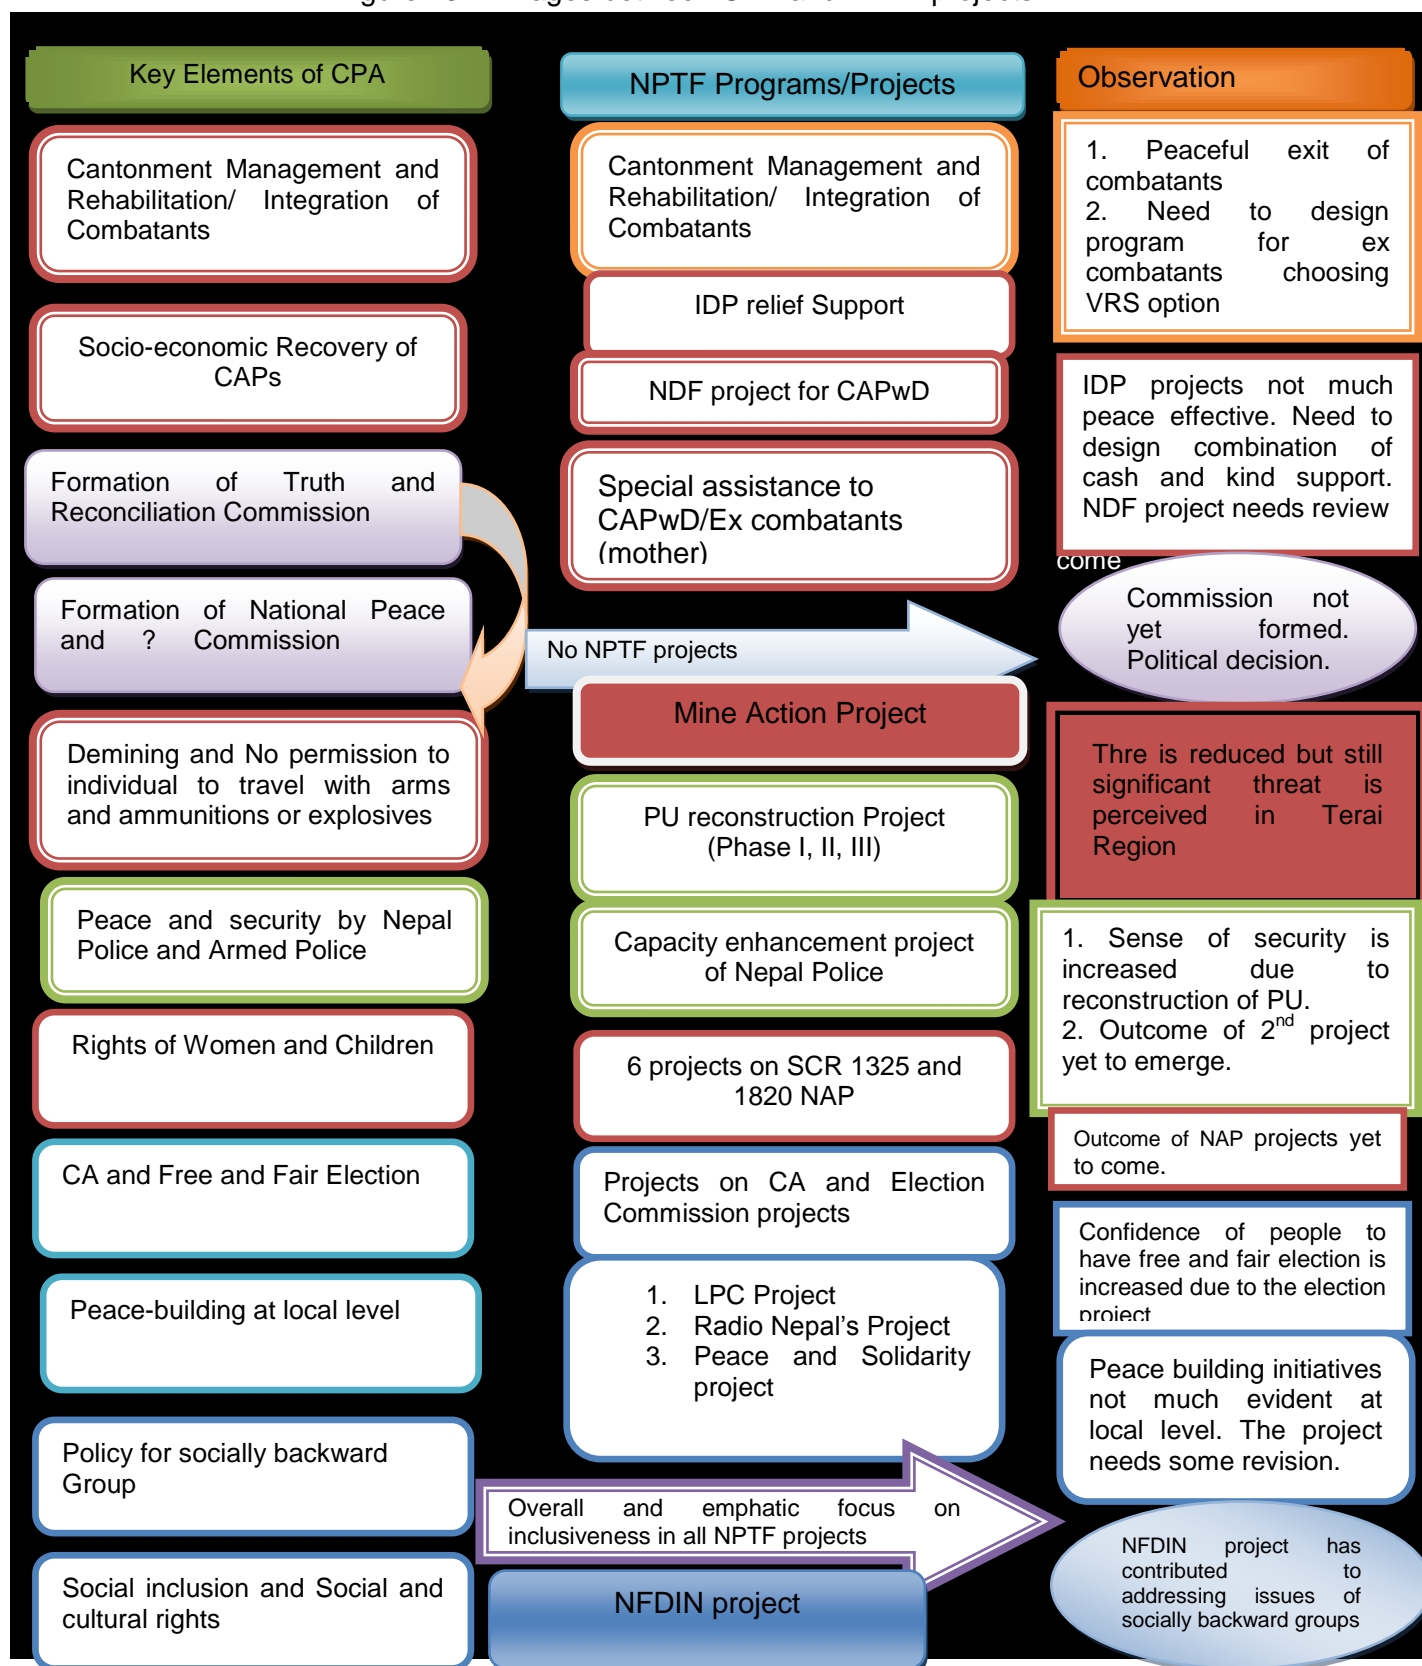 Key Elements of CPA
Cantonment Management and
Rehabilitation/ Integration of
Combatants
Socio-economic Recovery of
CAPs
Formation of Truth and
Reconciliation Commission
Formation of National Peace
and ? Commission
Demining and No permission to
individual to travel with arms
and ammunitions or explosives
Peace and security by Nepal
Police and Armed Police
Rights of Women and Children
CA and Free and Fair Election
Peace-building at local level
Policy for socially backward
Group
Social inclusion and Social and
cultural rights
NPTF Programs/Projects
Cantonment Management and
Rehabilitation/ Integration of
Combatants
IDP relief Support
NDF project for CAPwD
Special assistance to
CAPwD/Ex combatants
(mother)
No NPTF projects
Mine Action Project
PU reconstruction Project
(Phase I, II, III)
Capacity enhancement project
of Nepal Police
6 projects on SCR 1325 and
1820 NAP
Projects on CA and Election
Commission projects
1. LPC Project
2. Radio Nepal's Project
3. Peace and Solidarity
project
Overall and emphatic focus on
inclusiveness in all NPTF projects
NFDIN project
Observation
1. Peaceful exit of
combatants
2. Need to design
program for ex
combatants choosing
VRS option
IDP projects not much
peace effective. Need to
design combination of
cash and kind support.
NDF project needs review
come
Commission not
yet formed.
Political decision.
Thre is reduced but still
significant threat is
perceived in Terai
Region
1. Sense of security is
increased due to
reconstruction of PU.
2. Outcome of 2nd project
yet to emerge.
Outcome of NAP projects yet
to come.
Confidence of people to
have free and fair election is
increased due to the election
project
Peace building initiatives
not much evident at
local level. The project
needs some revision.
NFDIN project has
contributed to
addressing issues of
socially backward groups